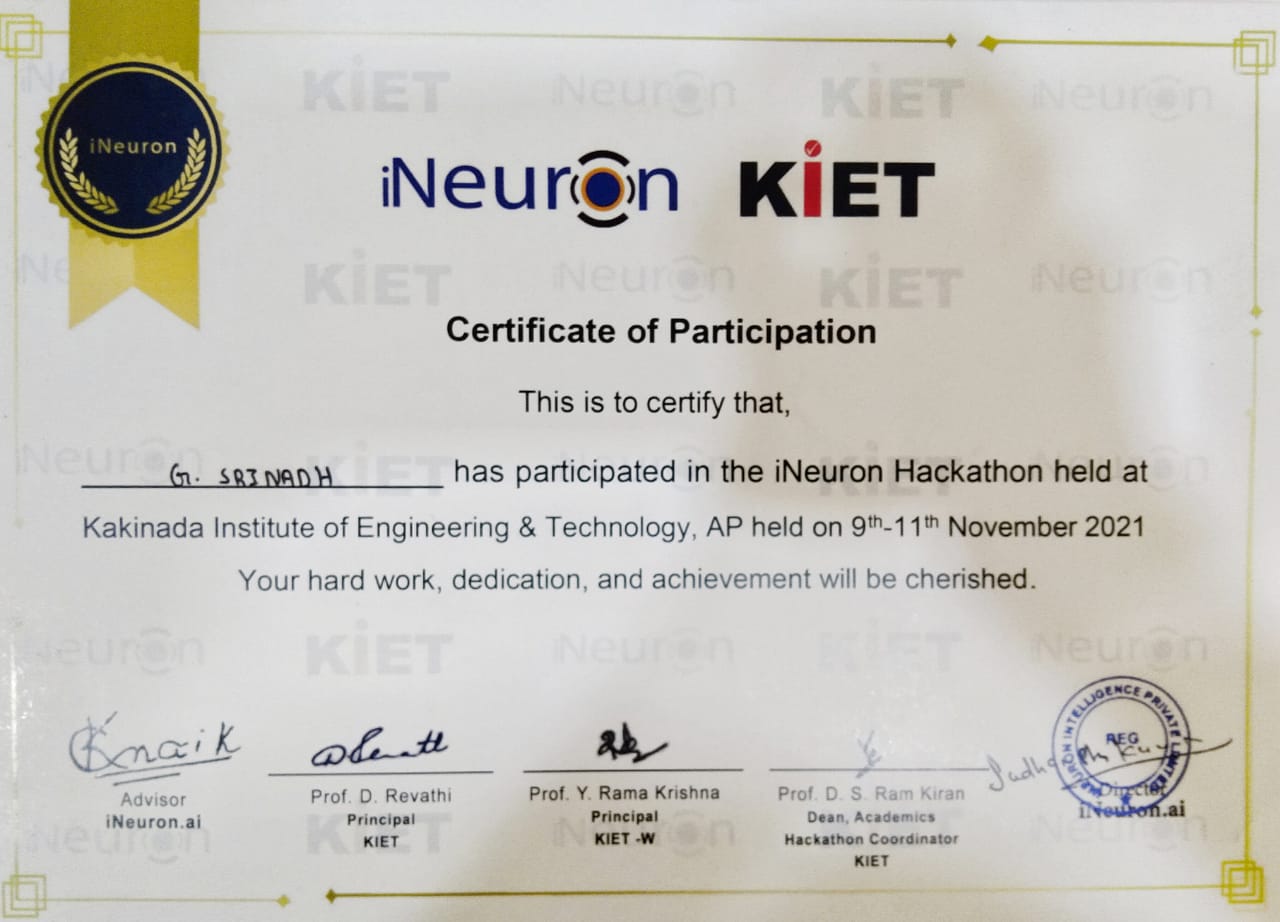 iNeuron
iNeuron KiET
Certificate of Participation
This is to certify that,
G. SRINADH has participated in the iNeuron Hackathon held at
Kakinada Institute of Engineering & Technology, AP held on 9th-11th November 2021
Your hard work, dedication, and achievement will be cherished.
Knaik
Advisor
iNeuron.ai
Prof. D. Revathi
Principal
KIET
Prof. Y. Rama Krishna
Principal
KIET -W
Prof. D. S. Ram Kiran
Dean, Academics
Hackathon Coordinator
KIET
INEURON INTELLIGENCE PRIVATE LIMITED
REG
Director
iNeuron.ai